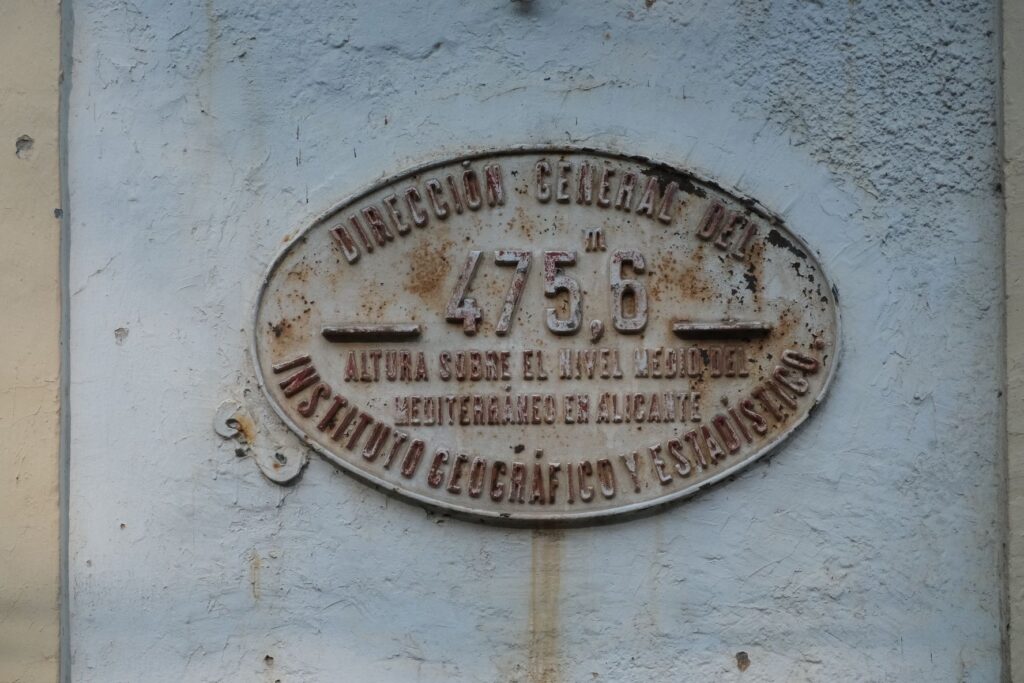 DIRECCIÓN GENERAL DEL
475,6 m
ALTURA SOBRE EL NIVEL MEDIO DEL
MEDITERRÁNEO EN ALICANTE
INSTITUTO GEOGRÁFICO Y ESTADÍSTICO.